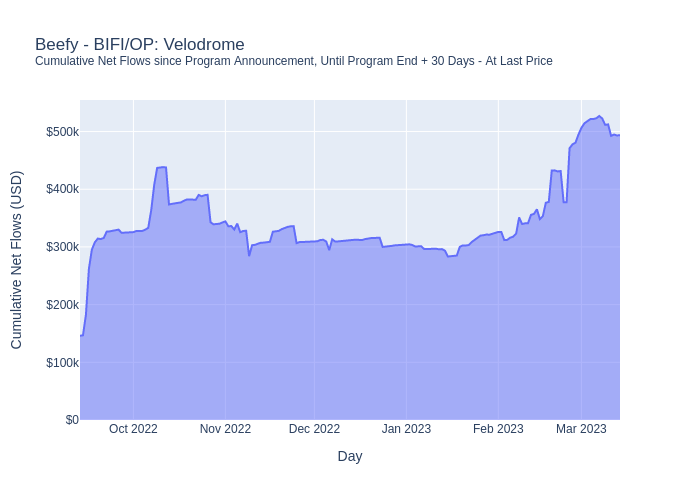 Beefy - BIFI/OP: Velodrome
Cumulative Net Flows since Program Announcement, Until Program End + 30 Days - At Last Price
Cumulative Net Flows (USD)
$500k
$400k
$300k
$200k
$100k
$0
Oct 2022
Nov 2022
Dec 2022
Jan 2023
Feb 2023
Mar 2023
Day